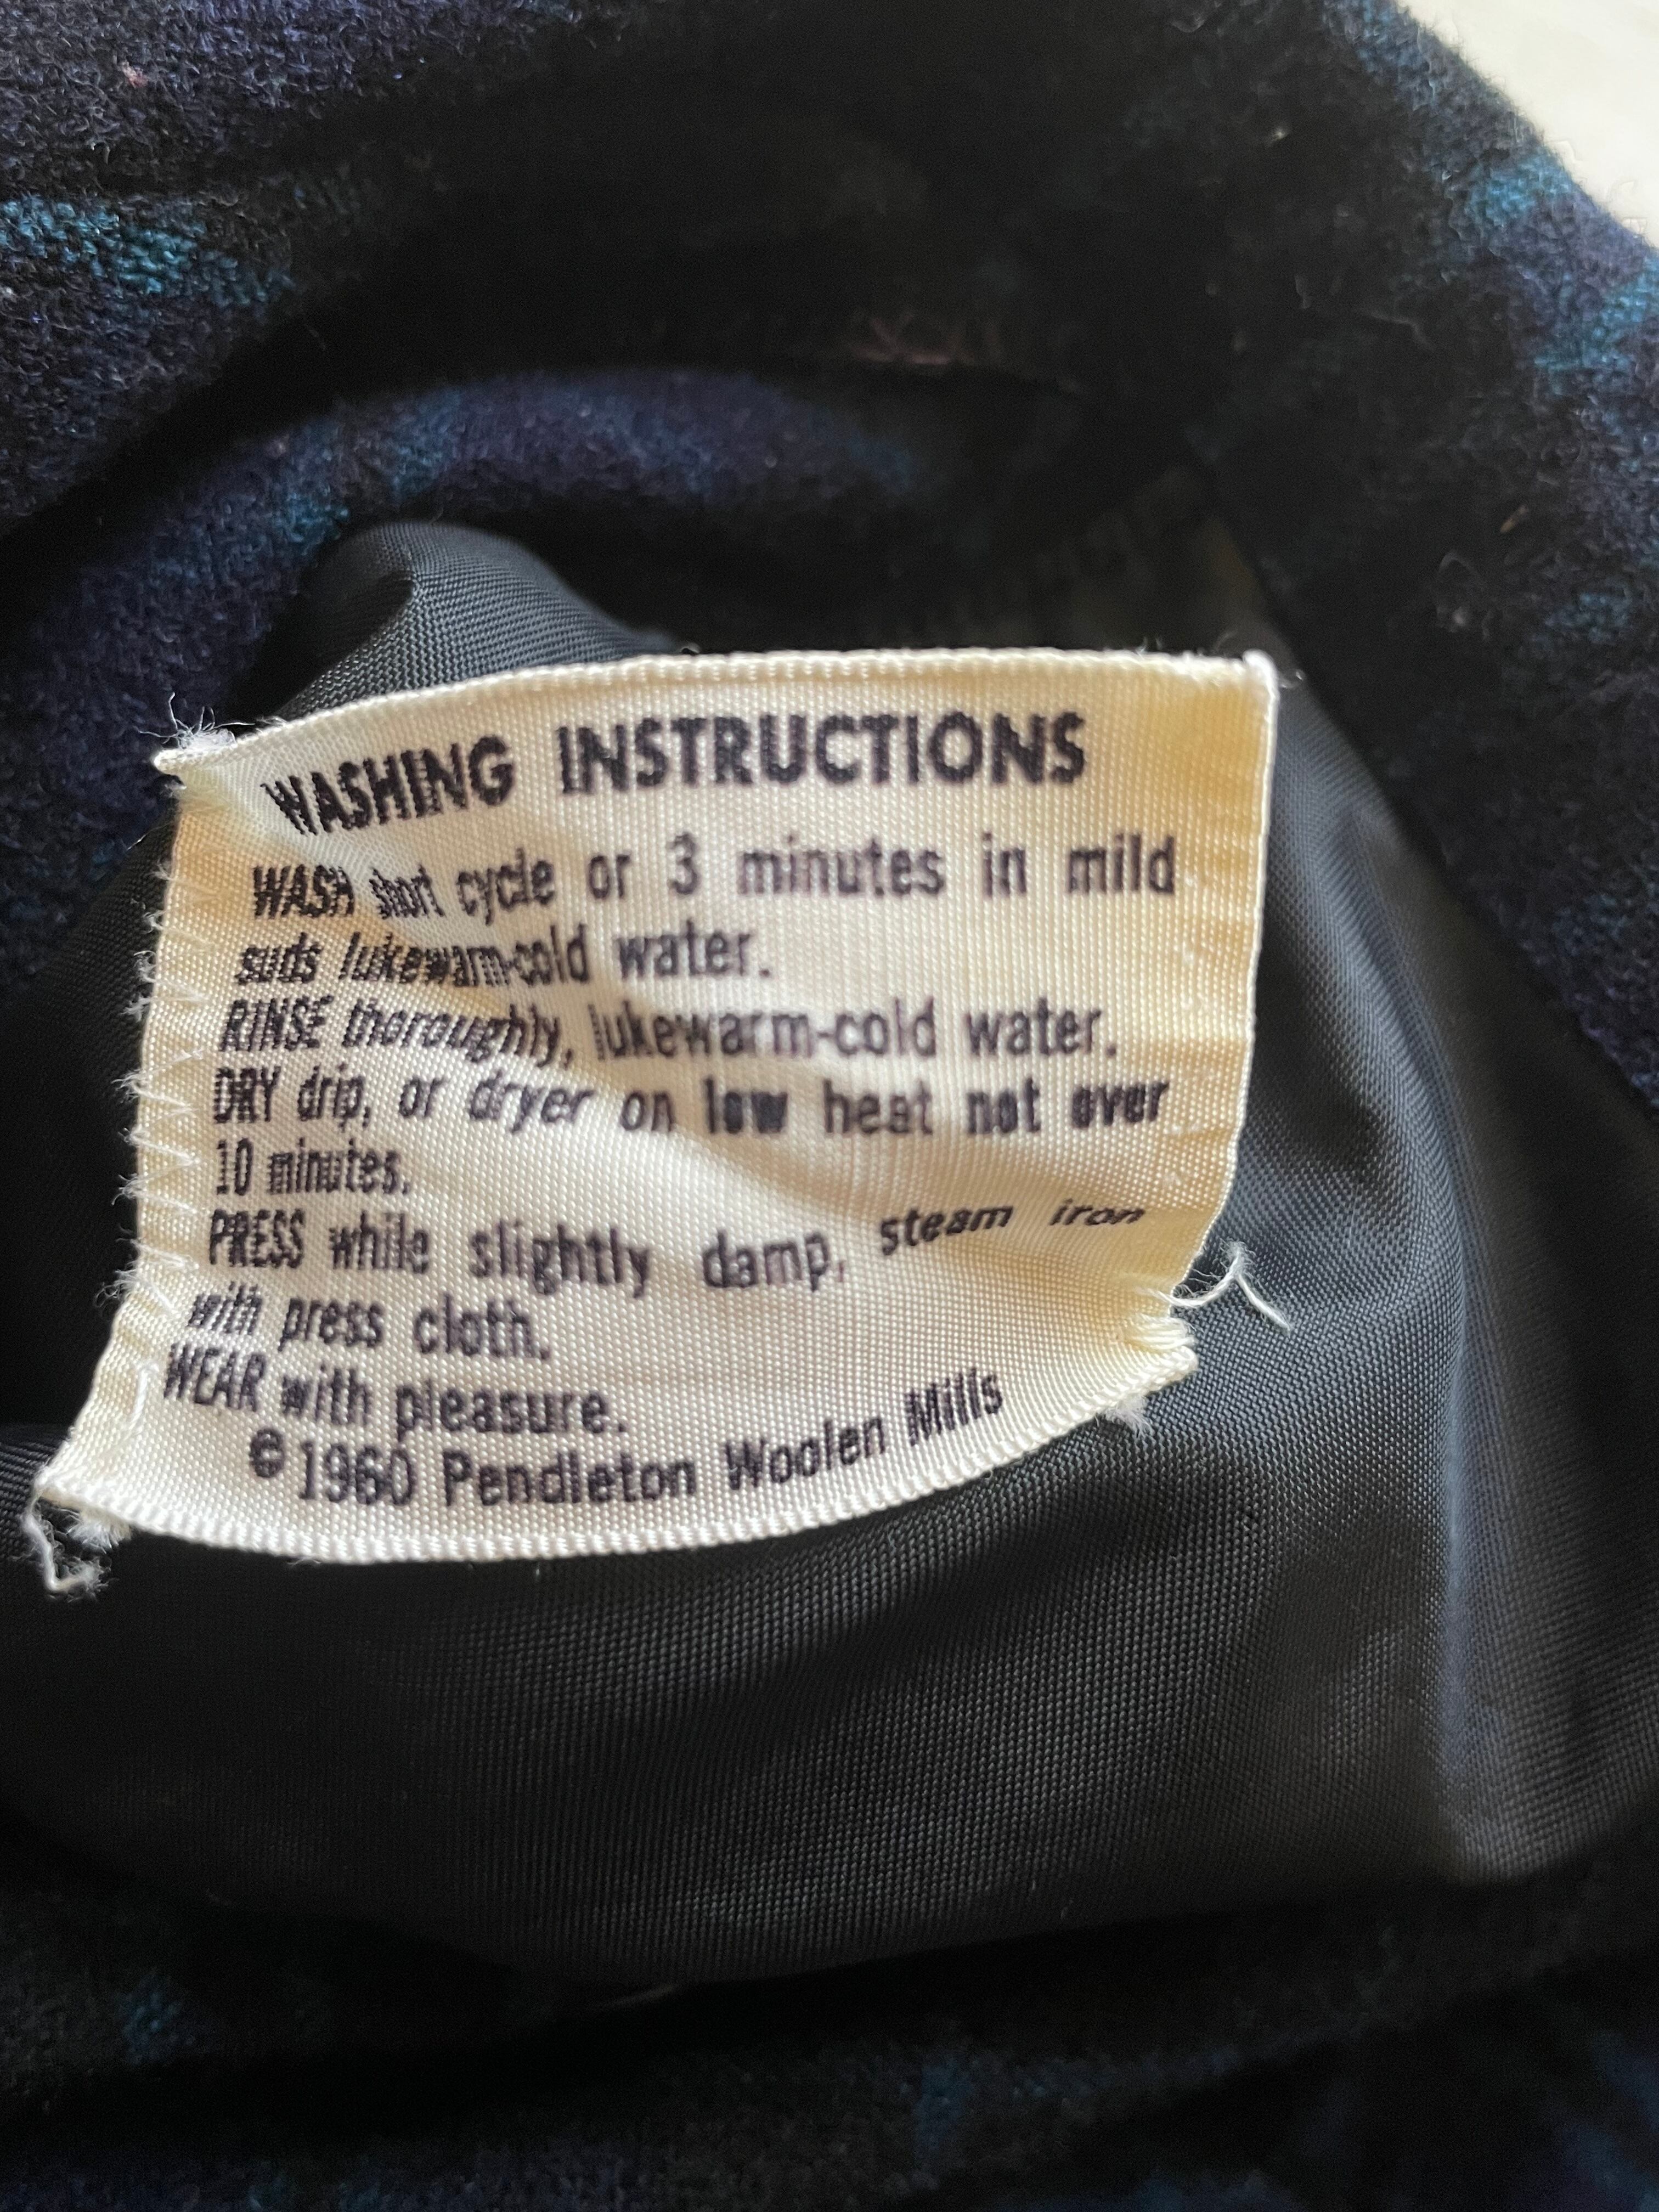 WASHING INSTRUCTIONS
WASH short cycle or 3 minutes in mild
suds lukewarm-cold water.
RINSE thoroughly, lukewarm-cold water.
DRY drip, or dryer on low heat not over
10 minutes.
PRESS while slightly damp, steam iron
with press cloth.
WEAR with pleasure.
©1960 Pendleton Woolen Mills